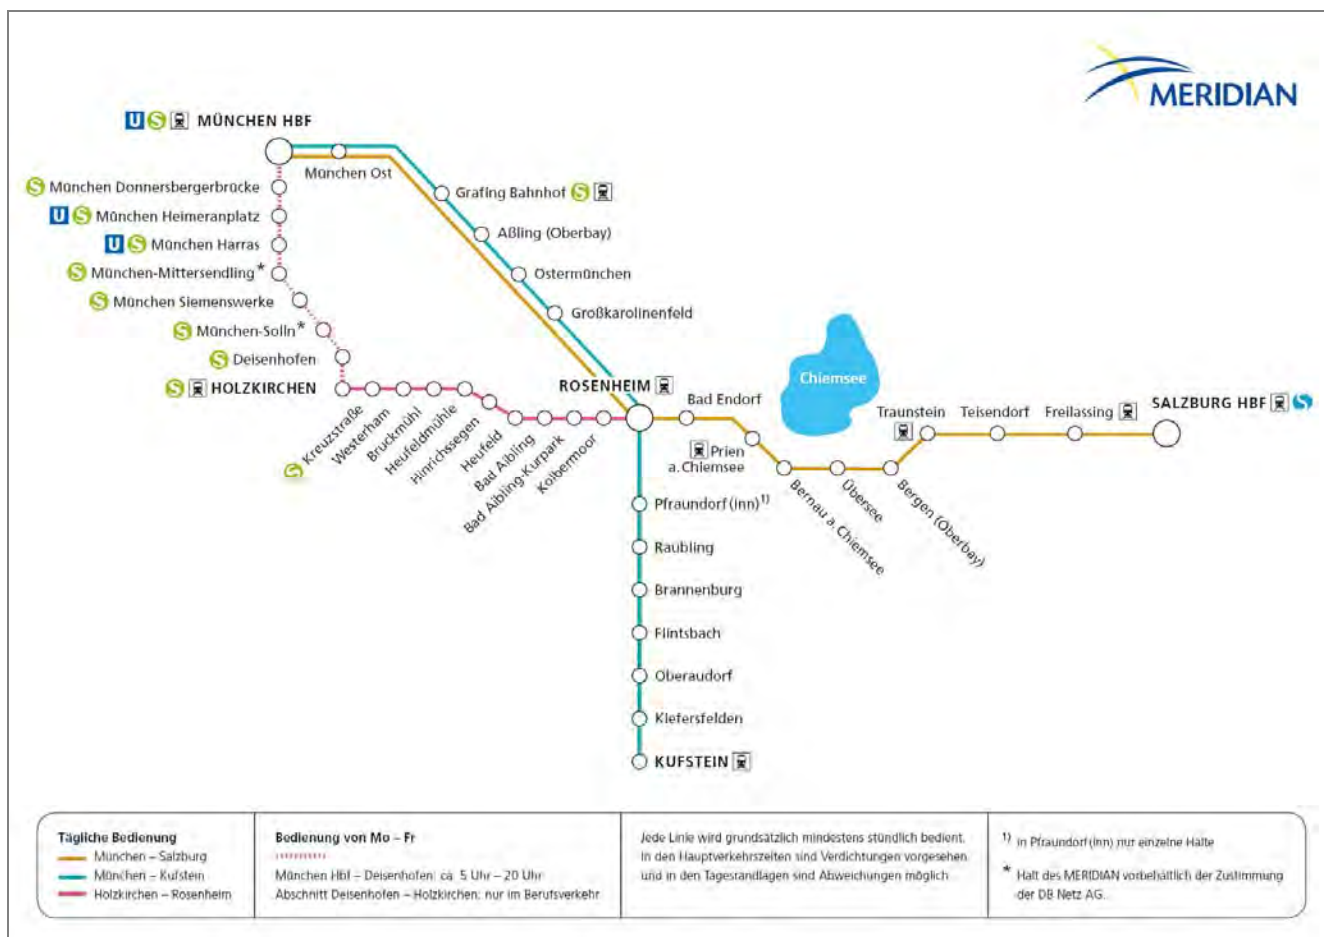 MERIDIAN
U S MÜNCHEN HBF
München Ost
S München Donnersbergerbrücke
U S München Heimeranplatz
U S München Harras
S München-Mittersendling*
S München Siemenswerke
S München-Solln*
S Deisenhofen
S HOLZKIRCHEN
Grafing Bahnhof S
Aßling (Oberbay)
Ostermünchen
Großkarolinenfeld
ROSENHEIM
Kreuzstraße
S
Westerham
Bruckmühl
Heufeldmühle
Hinrichssegen
Heufeld
Bad Aibling
Bad Aibling-Kurpark
Kolbermoor
Chiemsee
Bad Endorf
Prien
a. Chiemsee
Bernau a. Chiemsee
Übersee
Bergen (Oberbay)
Traunstein
Teisendorf
Freilassing
SALZBURG HBF S
Pfraundorf (Inn)1)
Raubling
Brannenburg
Flintsbach
Oberaudorf
Kiefersfelden
KUFSTEIN
Tägliche Bedienung
München – Salzburg
München – Kufstein
Holzkirchen – Rosenheim
Bedienung von Mo – Fr
München Hbf – Deisenhofen: ca. 5 Uhr – 20 Uhr
Abschnitt Deisenhofen – Holzkirchen: nur im Berufsverkehr
Jede Linie wird grundsätzlich mindestens stündlich bedient.
In den Hauptverkehrszeiten sind Verdichtungen vorgesehen
und in den Tagesrandlagen sind Abweichungen möglich
1) in Pfraundorf (Inn) nur einzelne Halte
* Halt des MERIDIAN vorbehaltlich der Zustimmung
der DB Netz AG.